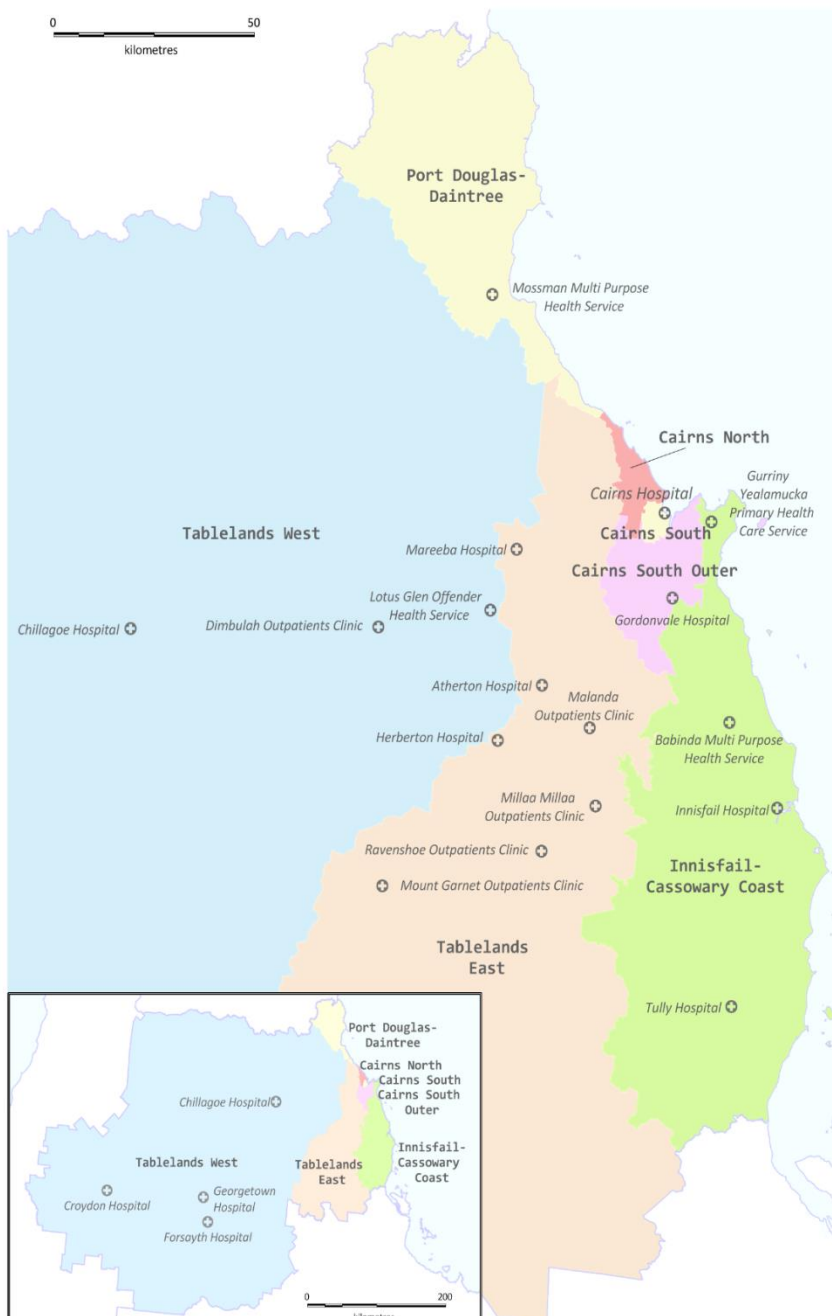 0 50
kilometres
Port Douglas-
Daintree
Mossman Multi Purpose
Health Service
Cairns North
Cairns Hospital
Gurriny
Yealamucka
Primary Health
Care Service
Cairns South
Tablelands West
Mareeba Hospital
Cairns South Outer
Lotus Glen Offender
Health Service
Gordonvale Hospital
Chillagoe Hospital
Dimbulah Outpatients Clinic
Atherton Hospital
Malanda
Outpatients Clinic
Herberton Hospital
Babinda Multi Purpose
Health Service
Millaa Millaa
Outpatients Clinic
Innisfail Hospital
Ravenshoe Outpatients Clinic
Innisfail-
Cassowary Coast
Mount Garnet Outpatients Clinic
Tablelands
East
Tully Hospital
Port Douglas-
Daintree
Cairns North
Cairns South
Cairns South
Outer
Chillagoe Hospital
Innisfail-
Cassowary
Coast
Tablelands West
Tablelands
East
Croydon Hospital
Georgetown
Hospital
Forsayth Hospital
0 200